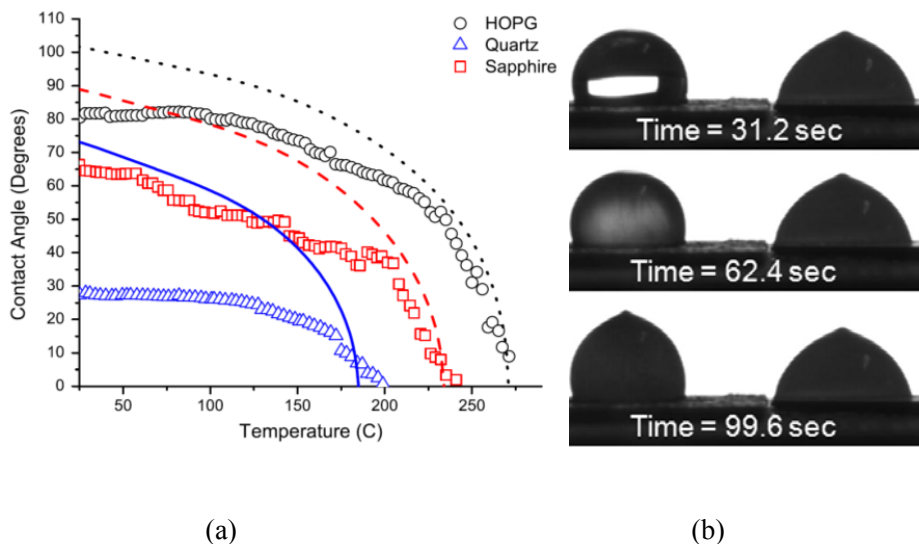 110
100
90
80
70
60
50
40
30
20
10
0
Contact Angle (Degrees)
50
100
150
200
250
Temperature (C)
HOPG
Quartz
Sapphire
(a)
Time = 31.2 sec
Time = 62.4 sec
Time = 99.6 sec
(b)